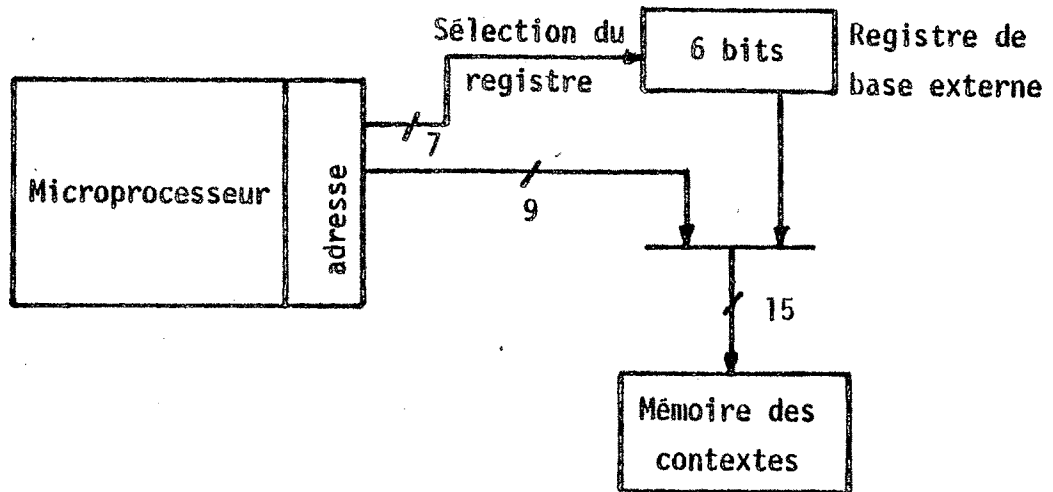 Sélection du
registre
6 bits
Registre de
base externe
7
Microprocesseur
adresse
9
15
Mémoire des
contextes